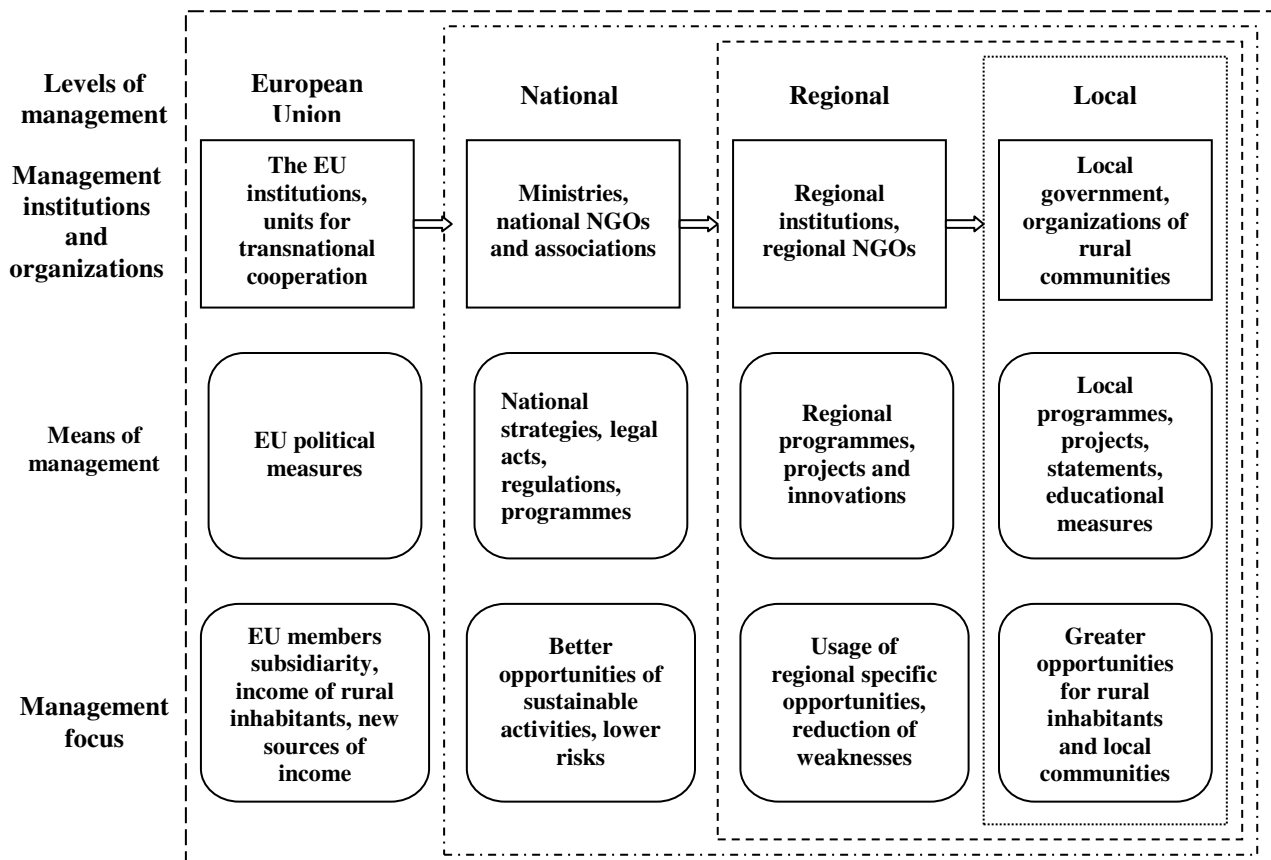 Levels of
management
European
Union
National
Regional
Local
Management
institutions
and
organizations
The EU
institutions,
units for
transnational
cooperation
Ministries,
national NGOs
and associations
Regional
institutions,
regional NGOs
Local
government,
organizations of
rural
communities
Means of
management
EU political
measures
National
strategies, legal
acts,
regulations,
programmes
Regional
programmes,
projects and
innovations
Local
programmes,
projects,
statements,
educational
measures
Management
focus
EU members
subsidiarity,
income of rural
inhabitants, new
sources of
income
Better
opportunities of
sustainable
activities, lower
risks
Usage of
regional specific
opportunities,
reduction of
weaknesses
Greater
opportunities
for rural
inhabitants
and local
communities